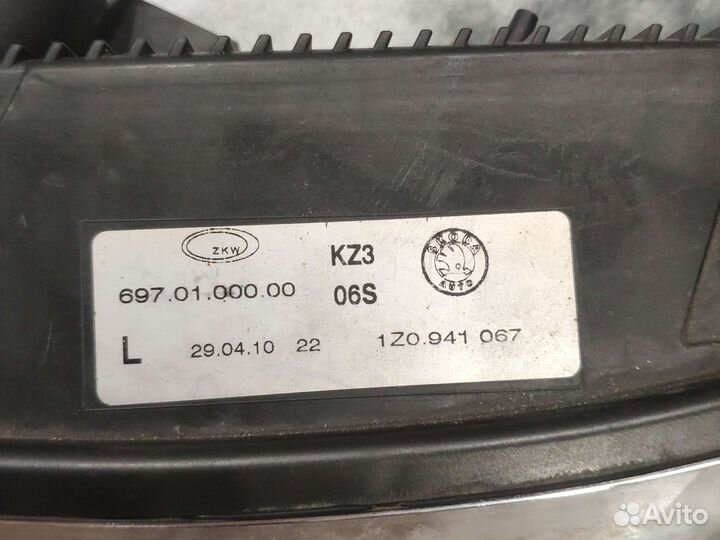 ZKW
KZ3
ŠKODA
AUTO
697.01.000.00
06S
L
29.04.10 22
1Z0.941 067
Avito